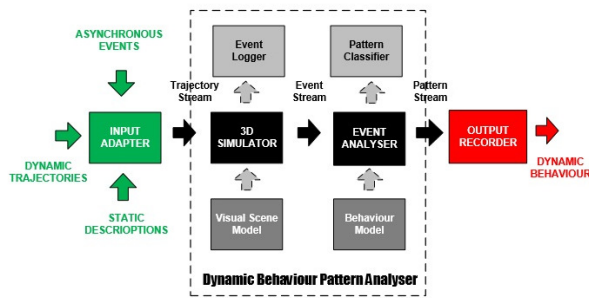 ASYNCHRONOUS
EVENTS
Event
Logger
Pattern
Classifier
Trajectory
Stream
Event
Stream
Pattern
Stream
INPUT
ADAPTER
3D
SIMULATOR
EVENT
ANALYSER
OUTPUT
RECORDER
DYNAMIC
TRAJECTORIES
DYNAMIC
BEHAVIOUR
STATIC
DESCRIOPTIONS
Visual Scene
Model
Behaviour
Model
Dynamic Behaviour Pattern Analyser